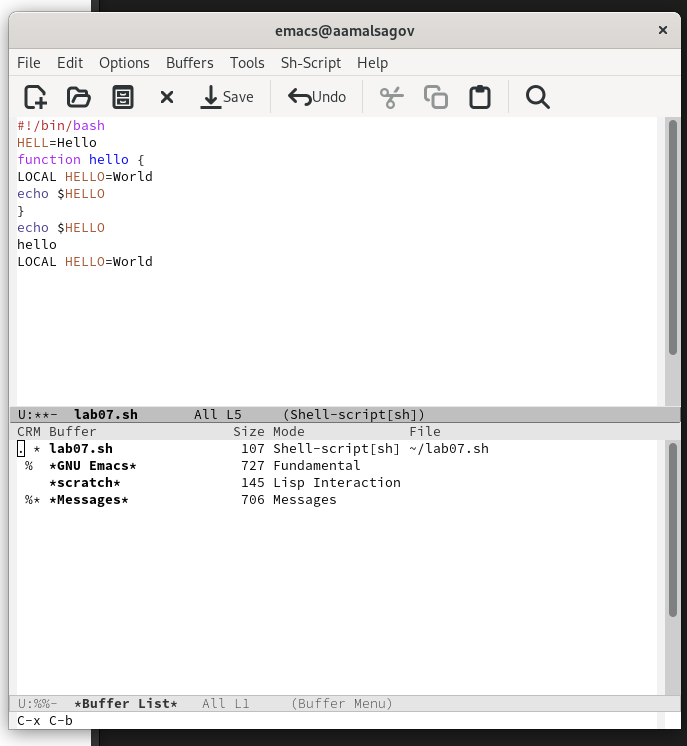 emacs@aamalsagov ×
File Edit Options Buffers Tools Sh-Script Help
Save Undo
#!/bin/bash
HELL=Hello
function hello {
LOCAL HELLO=World
echo $HELLO
}
echo $HELLO
hello
LOCAL HELLO=World
U:**- lab07.sh All L5 (Shell-script[sh])
CRM Buffer Size Mode File
. * lab07.sh 107 Shell-script[sh] ~/lab07.sh
% *GNU Emacs* 727 Fundamental
*scratch* 145 Lisp Interaction
%* *Messages* 706 Messages
U:%%- *Buffer List* All L1 (Buffer Menu)
C-x C-b